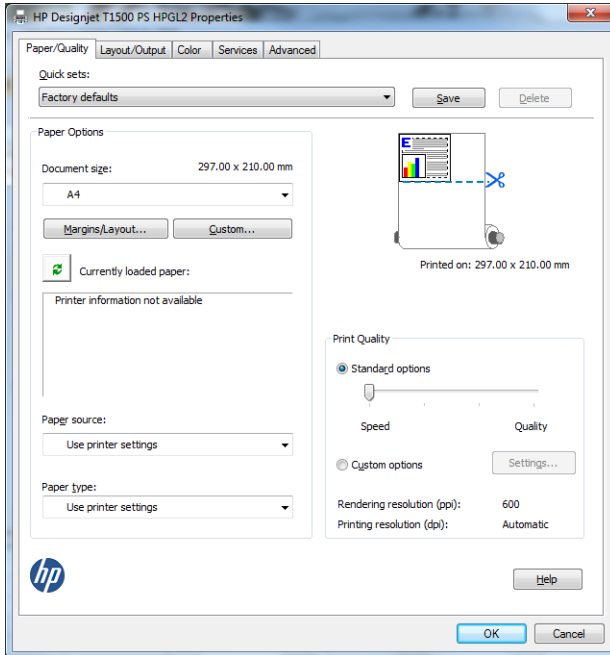 HP Designjet T1500 PS HPGL2 Properties
Paper/Quality Layout/Output Color Services Advanced
Quick sets:
Factory defaults
Save
Delete
Paper Options
Document size:
297.00 x 210.00 mm
A4
Margins/Layout...
Custom...
Currently loaded paper:
Printer information not available
Paper source:
Use printer settings
Paper type:
Use printer settings
E
Printed on: 297.00 x 210.00 mm
Print Quality
Standard options
Speed
Quality
Custom options
Settings...
Rendering resolution (ppi): 600
Printing resolution (dpi): Automatic
hp
Help
OK
Cancel